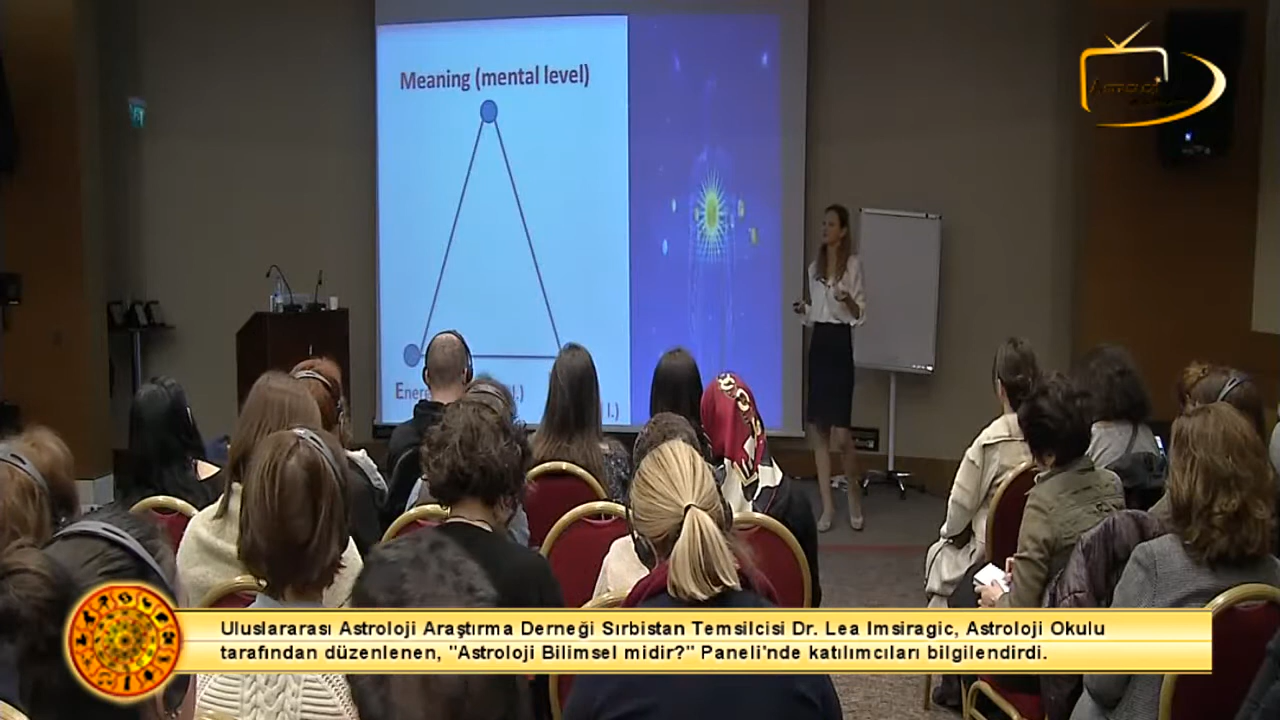 Meaning (mental level)
Astroloji
l.)
l.)
Uluslararası Astroloji Araştırma Derneği Sırbistan Temsilcisi Dr. Lea Imsiragic, Astroloji Okulu
tarafından düzenlenen, "Astroloji Bilimsel midir?" Paneli'nde katılımcıları bilgilendirdi.